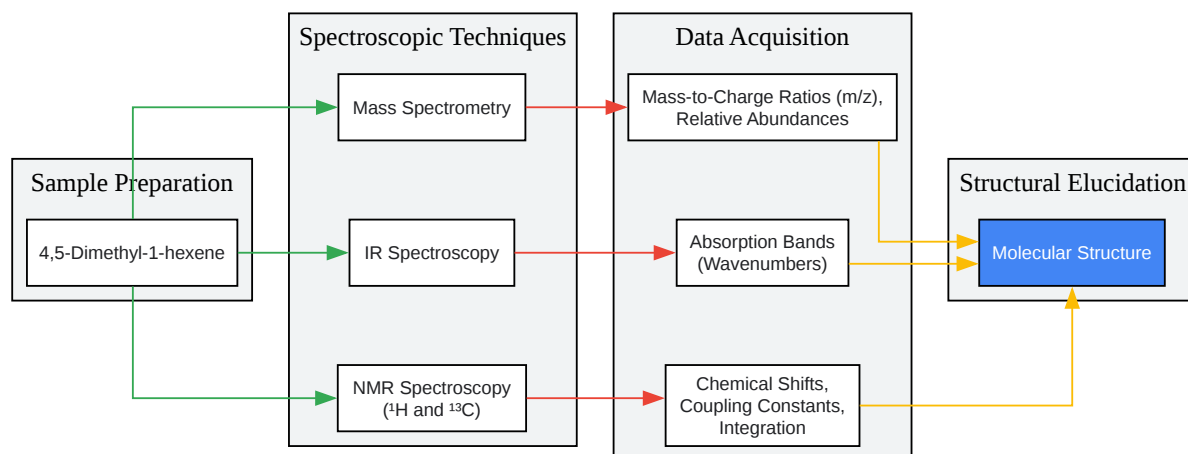 Spectroscopic Techniques
Data Acquisition
Mass Spectrometry
Mass-to-Charge Ratios (m/z),
Relative Abundances
Sample Preparation
Structural Elucidation
4,5-Dimethyl-1-hexene
IR Spectroscopy
Absorption Bands
(Wavenumbers)
Molecular Structure
NMR Spectroscopy
(¹H and ¹³C)
Chemical Shifts,
Coupling Constants,
Integration